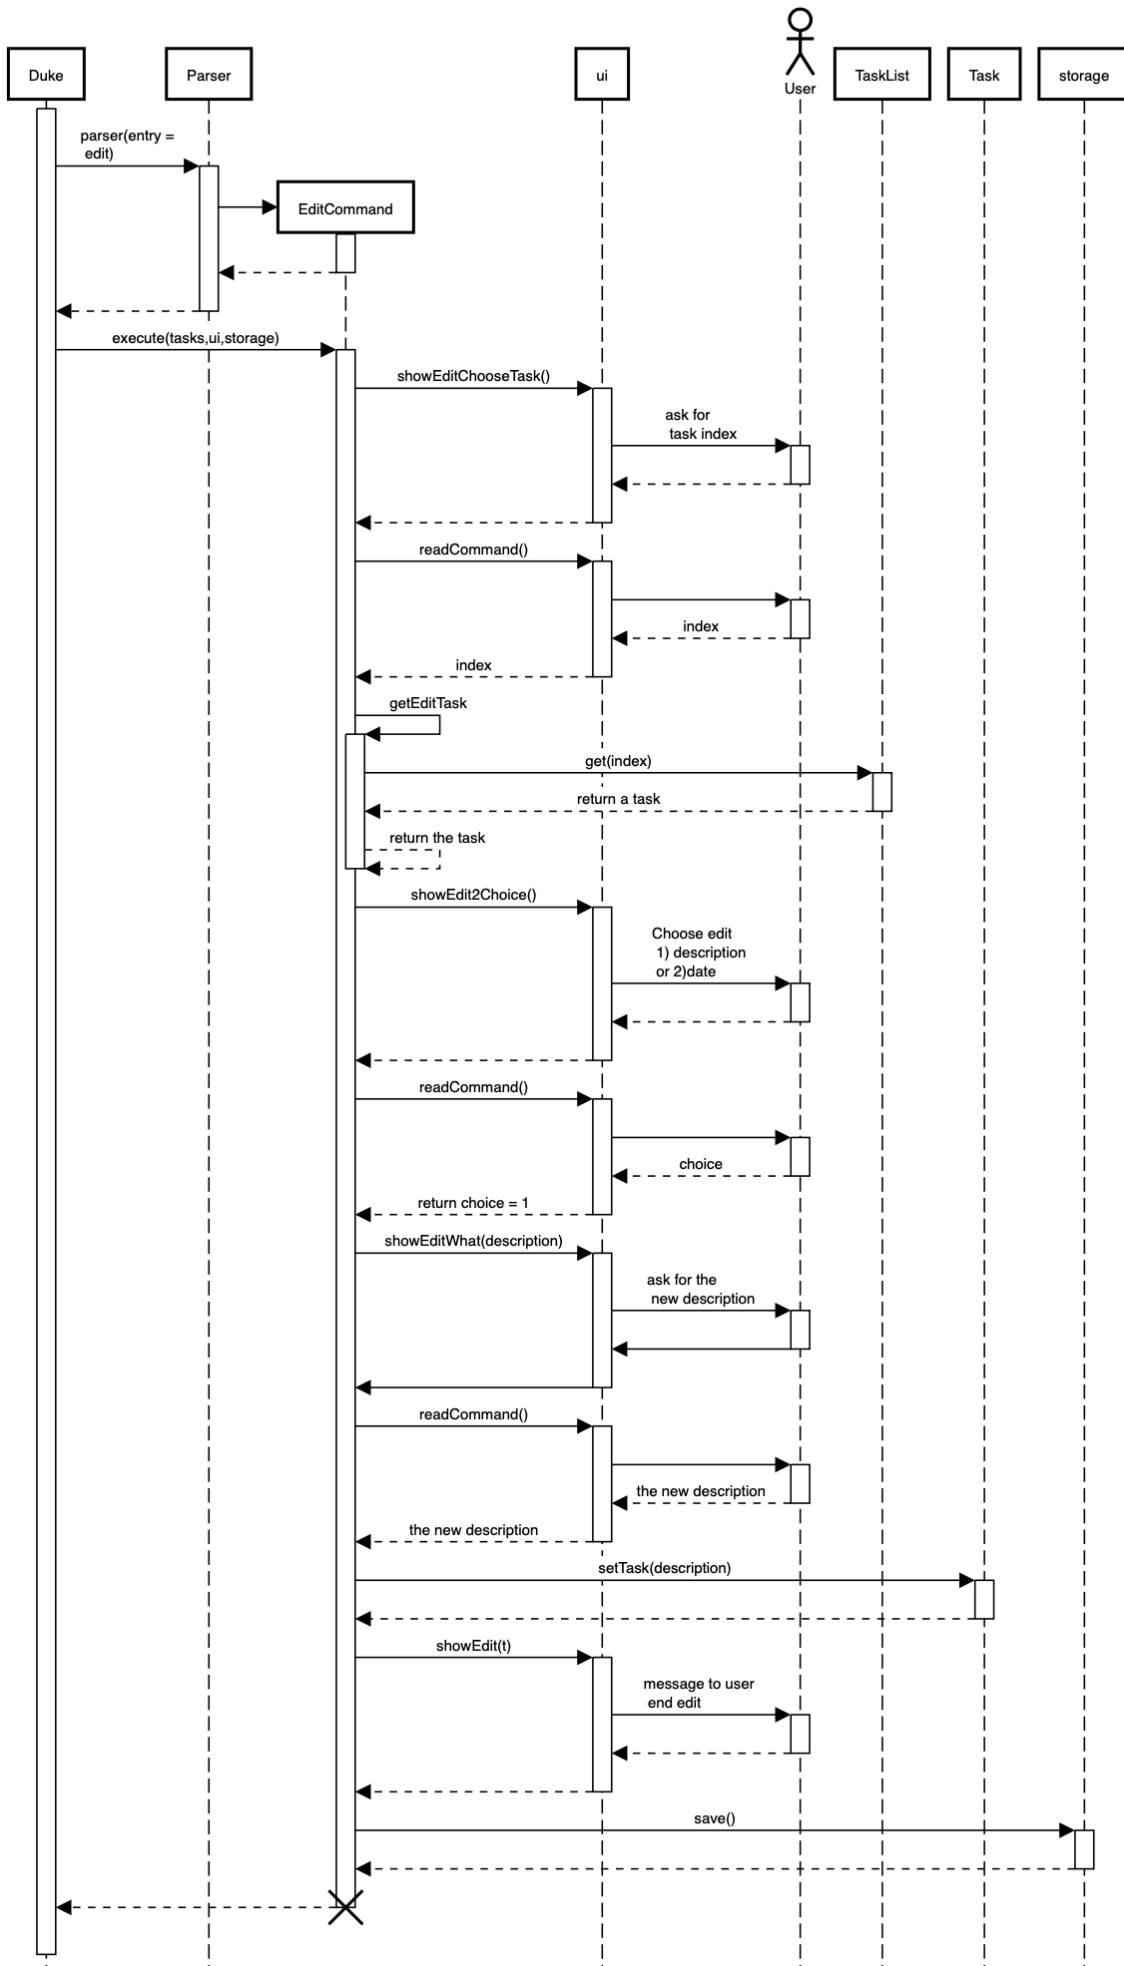 Duke
Parser
ui
User
TaskList
Task
storage
parser(entry =
edit)
EditCommand
execute(tasks,ui,storage)
showEditChooseTask()
ask for
task index
readCommand()
index
index
getEditTask
get(index)
return a task
return the task
showEdit2Choice()
Choose edit
1) description
or 2)date
readCommand()
choice
return choice = 1
showEditWhat(description)
ask for the
new description
readCommand()
the new description
the new description
setTask(description)
showEdit(t)
message to user
end edit
save()